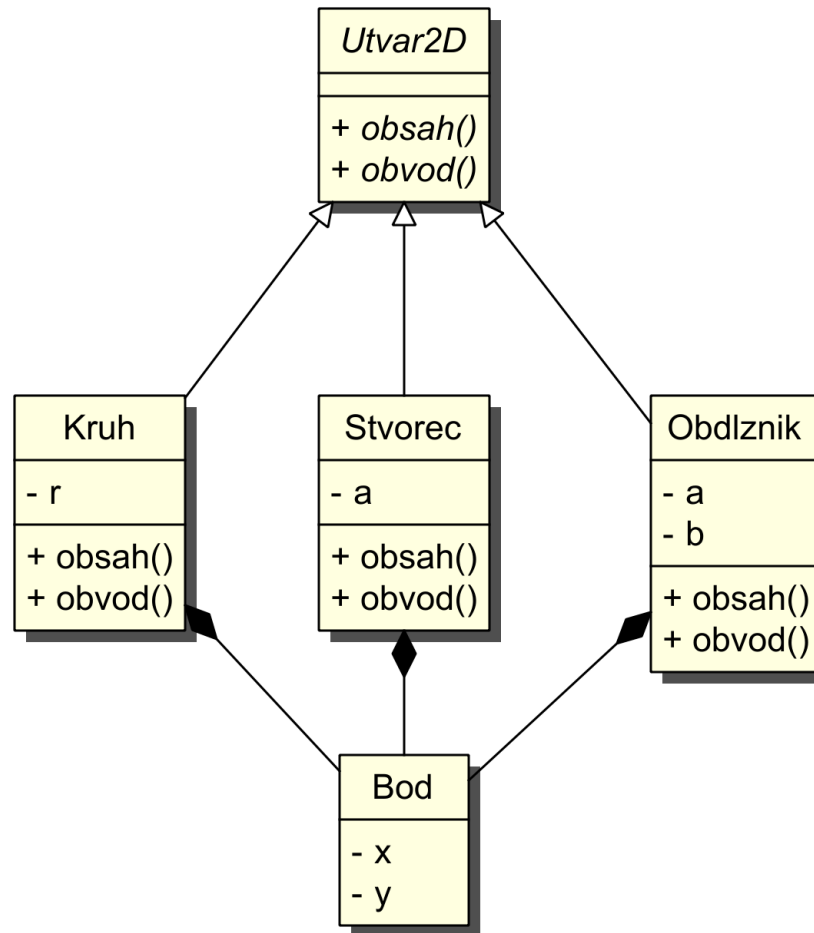 Utvar2D
+ obsah()
+ obvod()
Kruh
- r
+ obsah()
+ obvod()
Stvorec
- a
+ obsah()
+ obvod()
Obdlznik
- a
- b
+ obsah()
+ obvod()
Bod
- x
- y